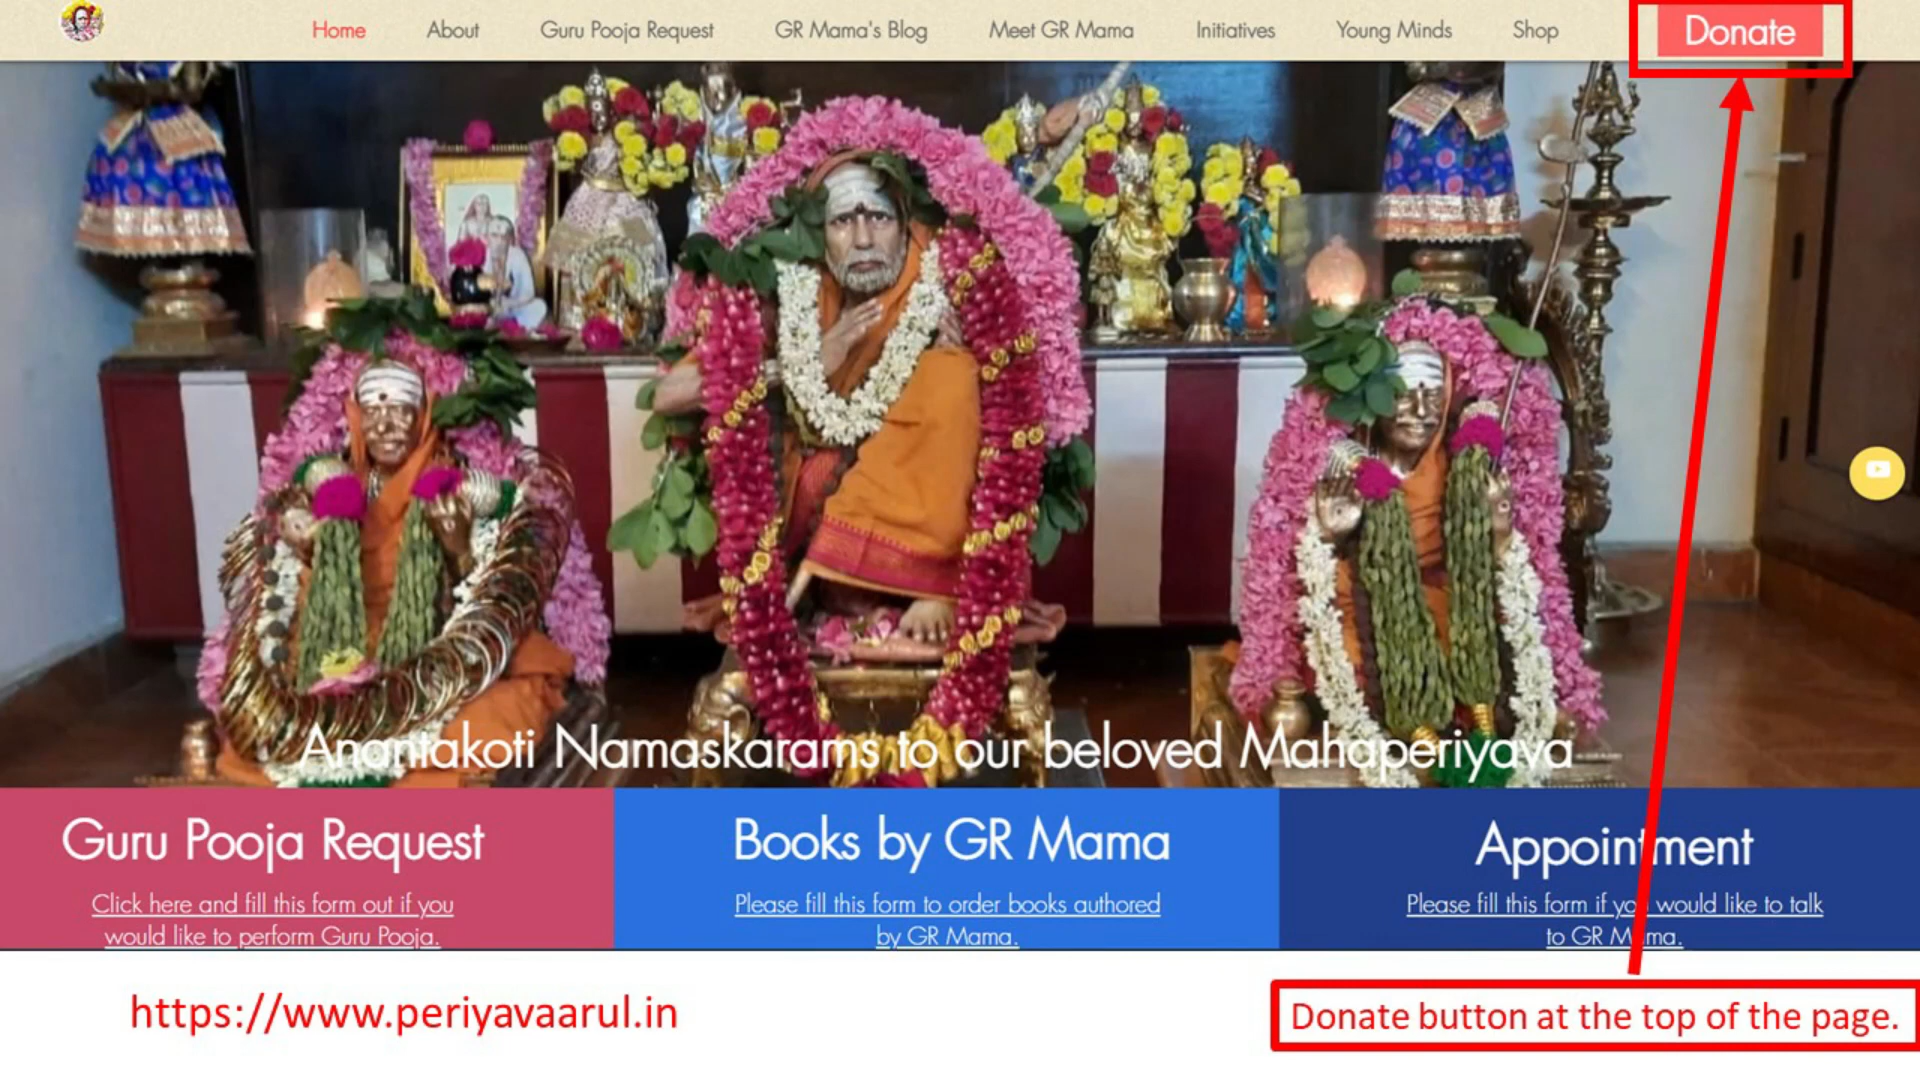 Home About Guru Pooja Request GR Mama's Blog Meet GR Mama Initiatives Young Minds Shop Donate
Anantakoti Namaskarams to our beloved Mahaperiyava
Guru Pooja Request
Click here and fill this form out if you
would like to perform Guru Pooja.
Books by GR Mama
Please fill this form to order books authored
by GR Mama.
Appointment
Please fill this form if you would like to talk
to GR Mama.
https://www.periyavaarul.in
Donate button at the top of the page.